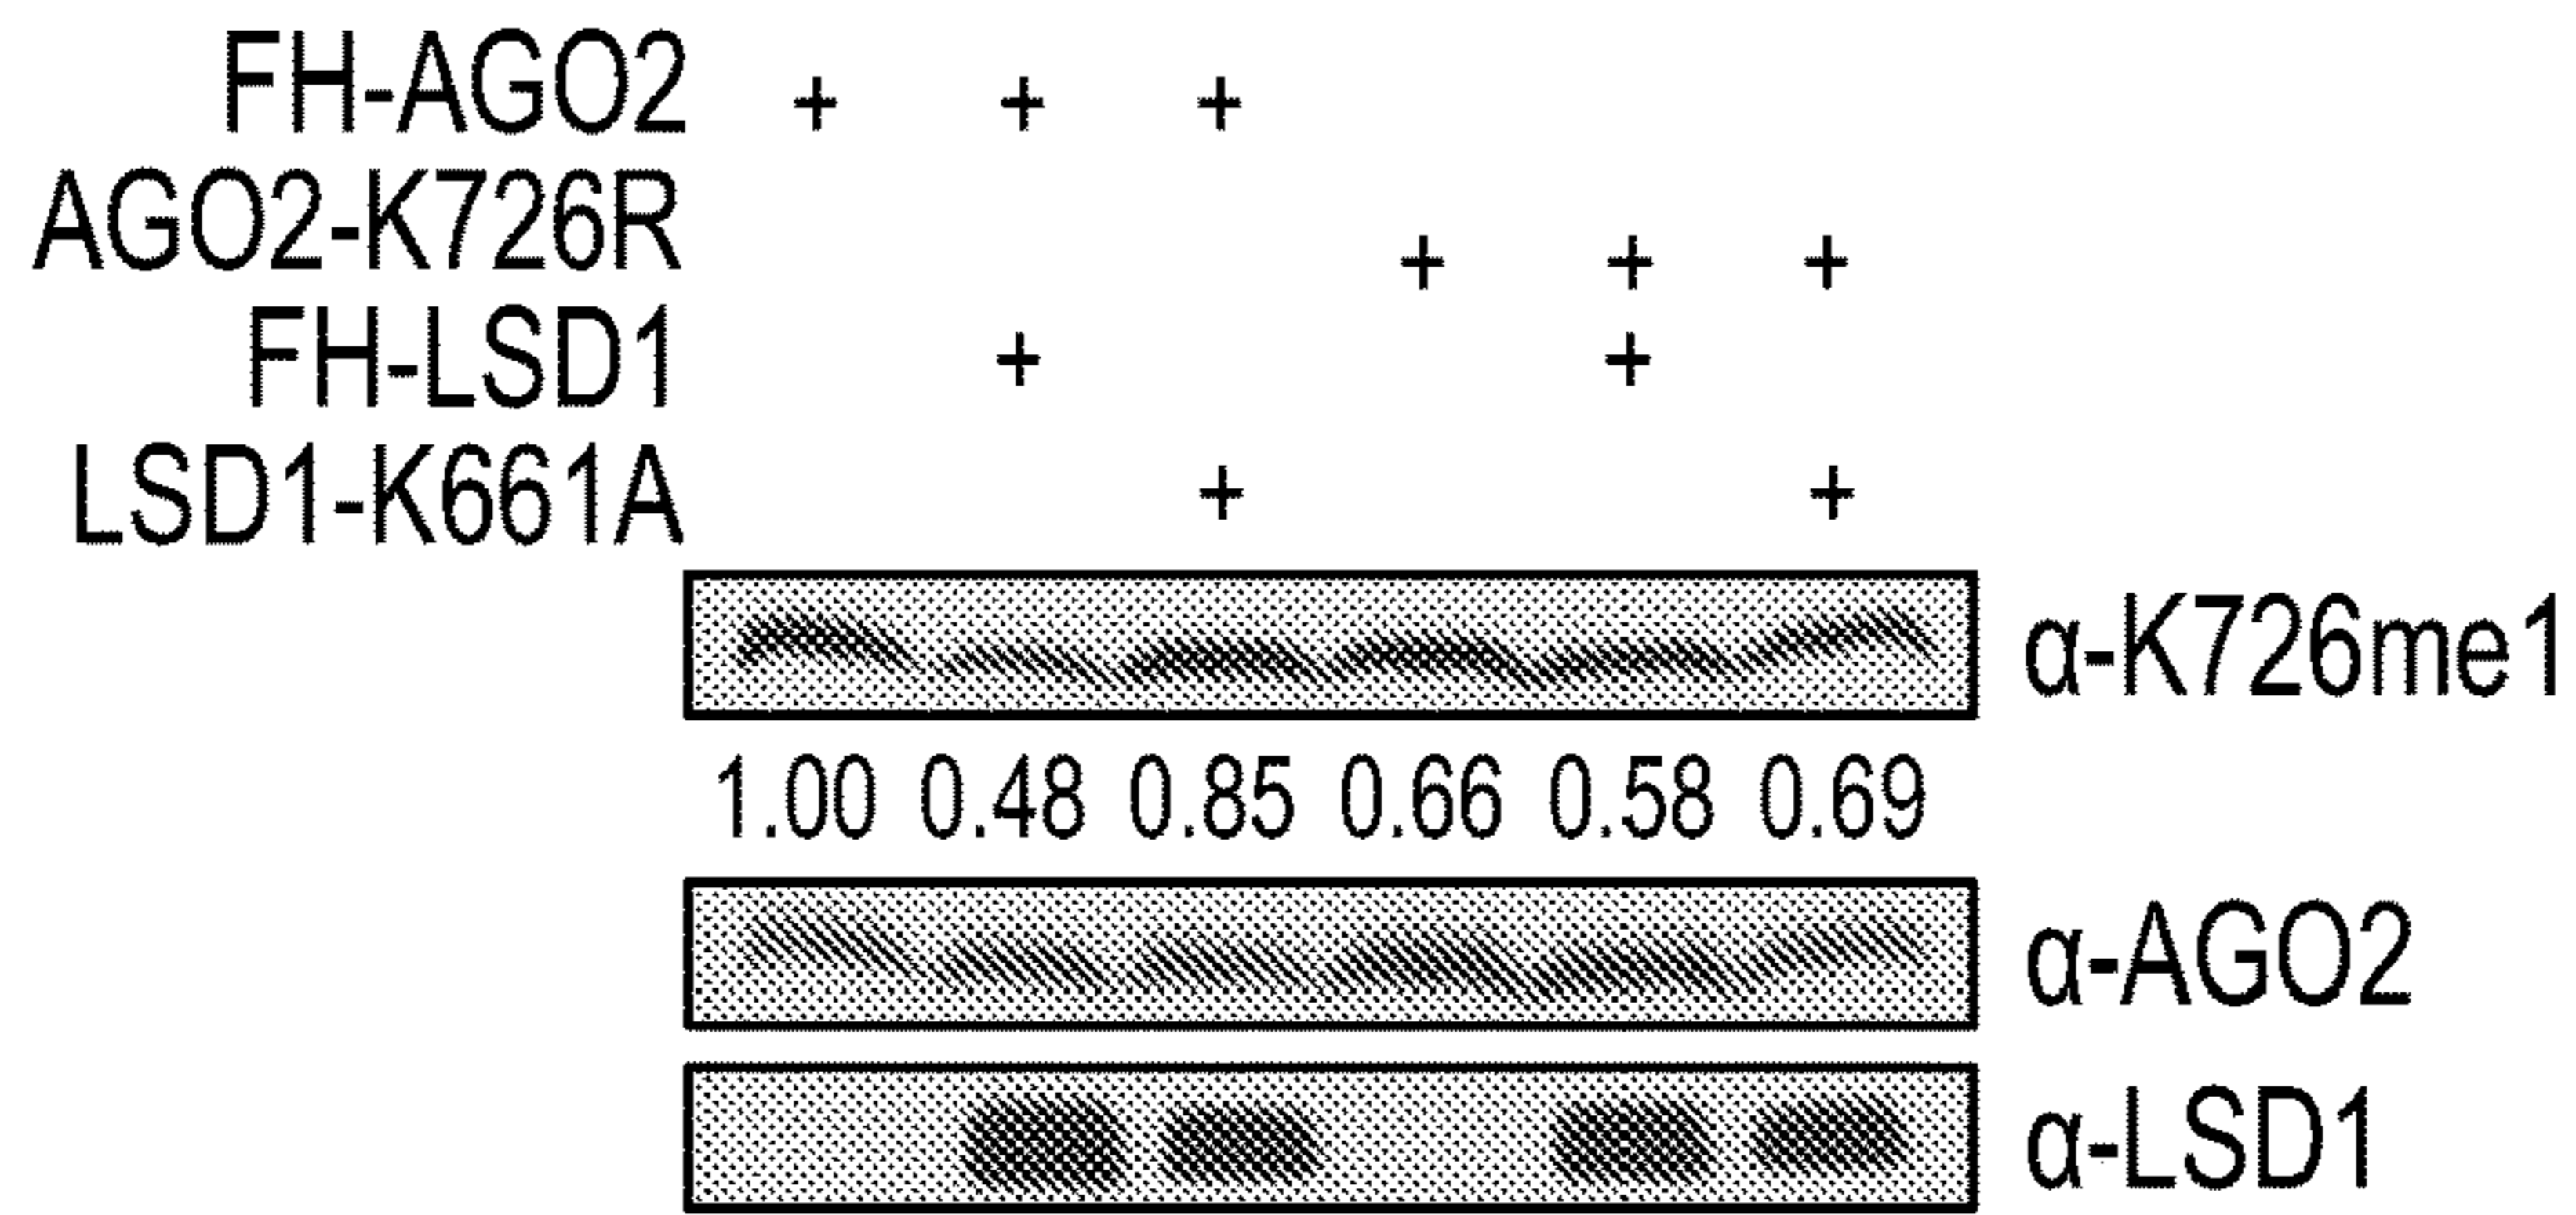 FH-AGO2 + + +
AGO2-K726R + + +
FH-LSD1 + +
LSD1-K661A + +
α-K726me1
1.00 0.48 0.85 0.66 0.58 0.69
α-AGO2
α-LSD1